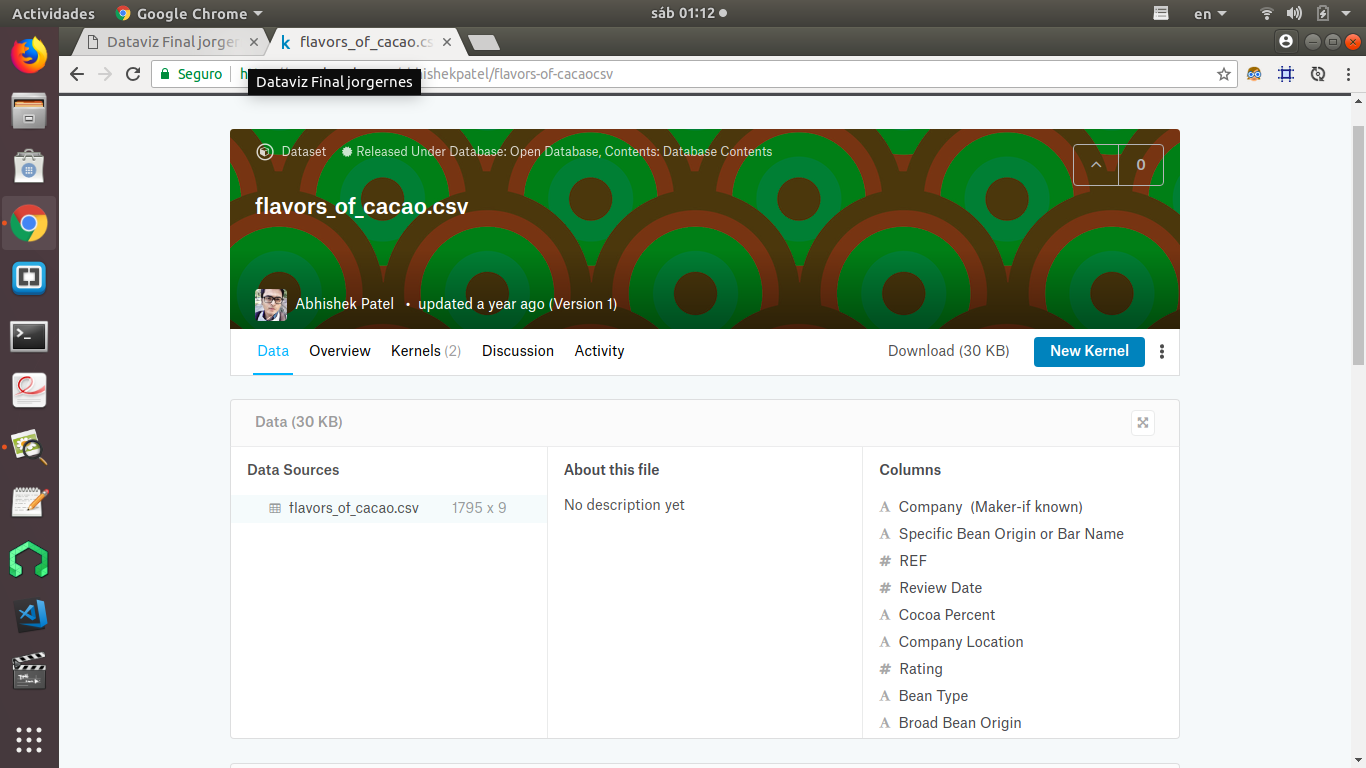 Actividades Google Chrome sáb 01:12 en
Dataviz Final jorger flavors_of_cacao.cs
Seguro hishekpatel/flavors-of-cacaocsv
Dataviz Final jorgernes
Dataset Released Under Database: Open Database, Contents: Database Contents
0
flavors_of_cacao.csv
Abhishek Patel • updated a year ago (Version 1)
Data Overview Kernels (2) Discussion Activity Download (30 KB) New Kernel
Data (30 KB)
Data Sources
flavors_of_cacao.csv 1795 x 9
About this file
No description yet
Columns
A Company (Maker-if known)
A Specific Bean Origin or Bar Name
# REF
# Review Date
A Cocoa Percent
A Company Location
# Rating
A Bean Type
A Broad Bean Origin